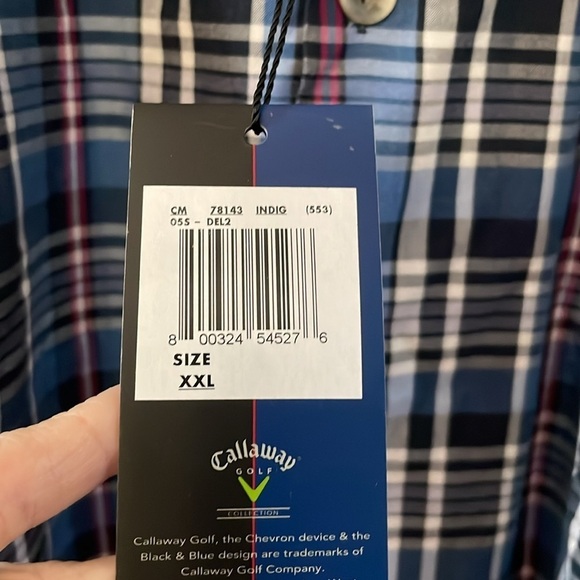 CM 78143 INDIG (553)
05S - DEL2
8 00324 54527 6
SIZE
XXL
Callaway
GOLF
COLLECTION
Callaway Golf, the Chevron device & the
Black & Blue design are trademarks of
Callaway Golf Company.